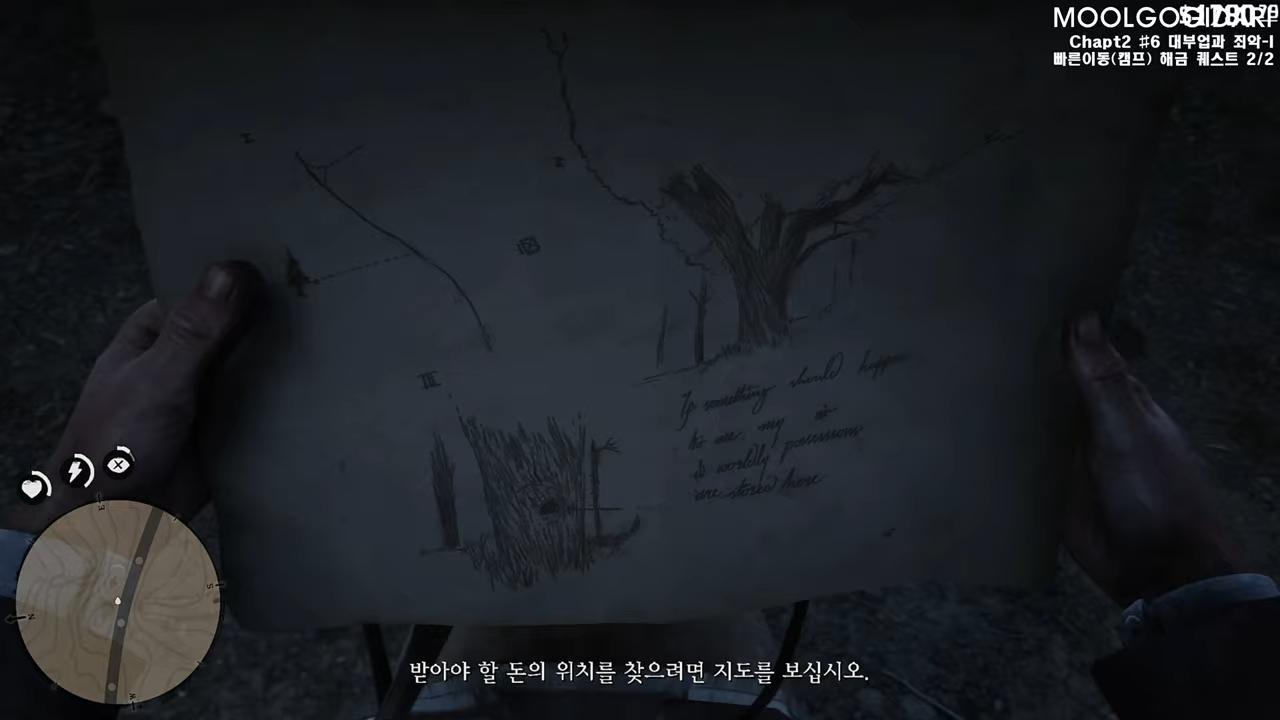 MOOLGOGIDARI
Chapt2 #6 대부업과 죄악-I
빠른이동(캠프) 해금 퀘스트 2/2
III
If something should happen
to me my
worldly possessions
are stored here
받아야 할 돈의 위치를 찾으려면 지도를 보십시오.